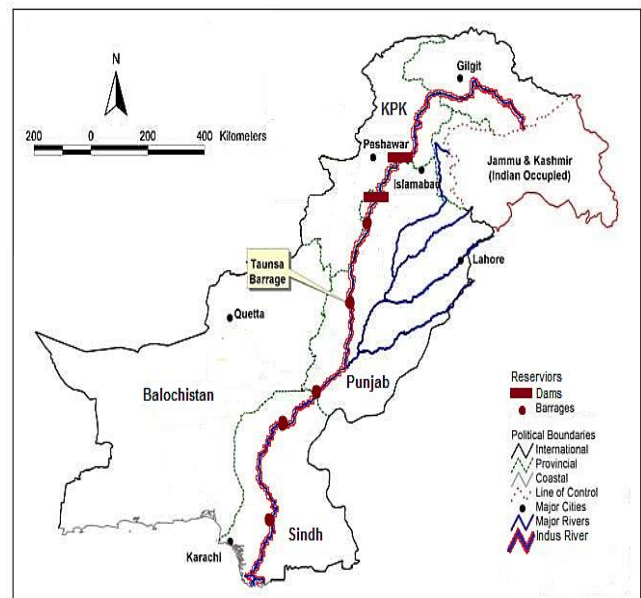 N
200 0 200 400 Kilometers
Gilgit
KPK
Peshawar
Islamabad
Jammu & Kashmir
(Indian Occupied)
Taunsa
Barrage
Lahore
Quetta
Balochistan
Punjab
Sindh
Karachi
Reserviors
Dams
Barrages
Political Boundaries
International
Provincial
Coastal
Line of Control
Major Cities
Major Rivers
Indus River